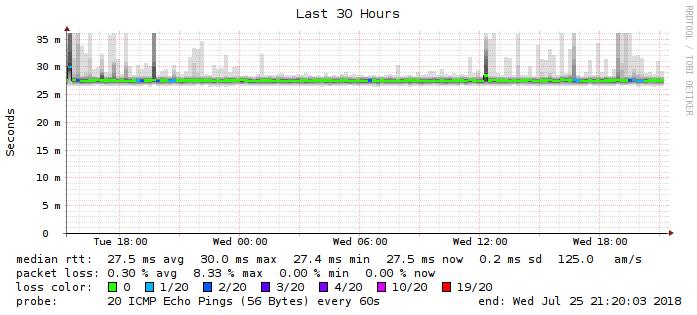 Last 30 Hours
RRDTOOL / TOBI OETIKER
Seconds
35 m
30 m
25 m
20 m
15 m
10 m
5 m
0
Tue 18:00 Wed 00:00 Wed 06:00 Wed 12:00 Wed 18:00
median rtt: 27.5 ms avg 30.0 ms max 27.4 ms min 27.5 ms now 0.2 ms sd 125.0 am/s
packet loss: 0.30 % avg 8.33 % max 0.00 % min 0.00 % now
loss color: 0 1/20 2/20 3/20 4/20 10/20 19/20
probe: 20 ICMP Echo Pings (56 Bytes) every 60s end: Wed Jul 25 21:20:03 2018